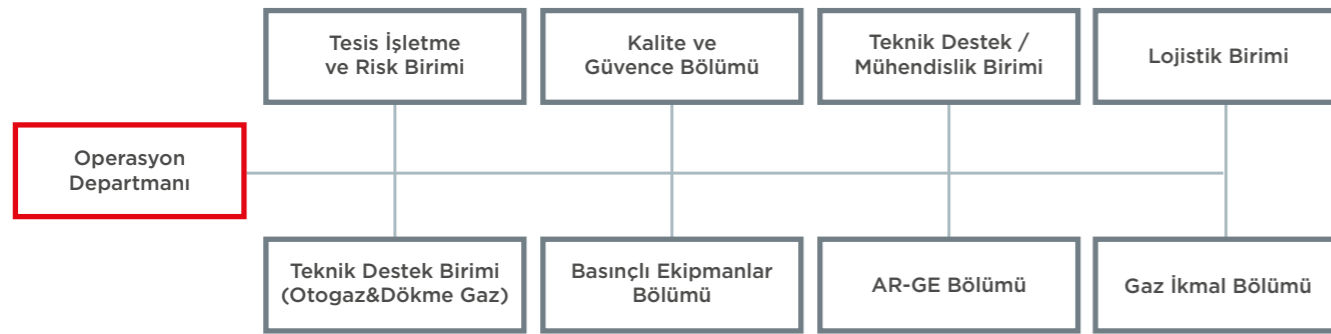 Tesis İşletme
ve Risk Birimi
Kalite ve
Güvence Bölümü
Teknik Destek /
Mühendislik Birimi
Lojistik Birimi
Operasyon
Departmanı
Teknik Destek Birimi
(Otogaz&Dökme Gaz)
Basınçlı Ekipmanlar
Bölümü
AR-GE Bölümü
Gaz İkmal Bölümü